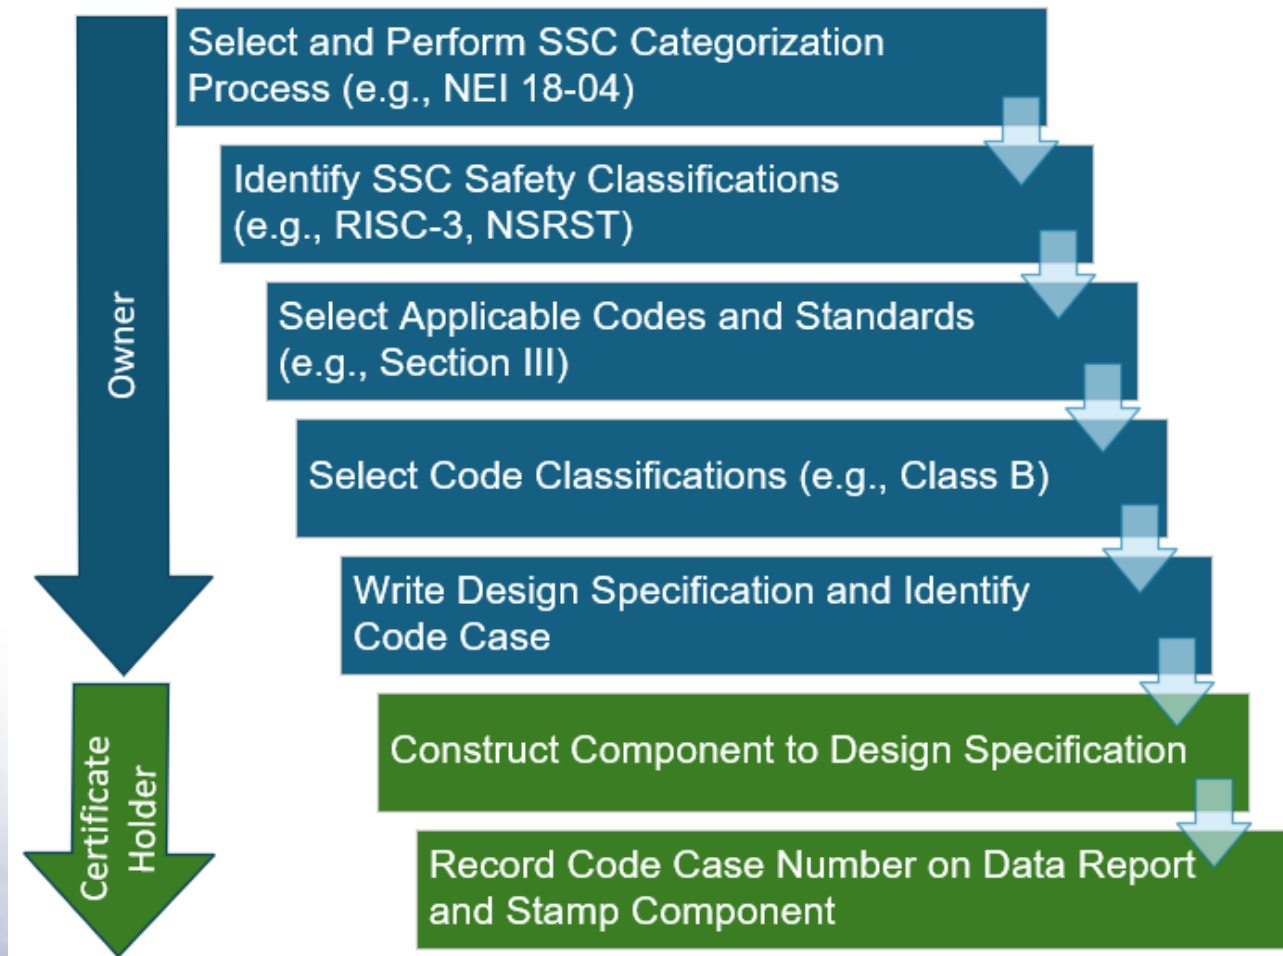 Select and Perform SSC Categorization
Process (e.g., NEI 18-04)
Identify SSC Safety Classifications
(e.g., RISC-3, NSRST)
Select Applicable Codes and Standards
(e.g., Section III)
Select Code Classifications (e.g., Class B)
Write Design Specification and Identify
Code Case
Construct Component to Design Specification
Record Code Case Number on Data Report
and Stamp Component
Owner
Certificate
Holder